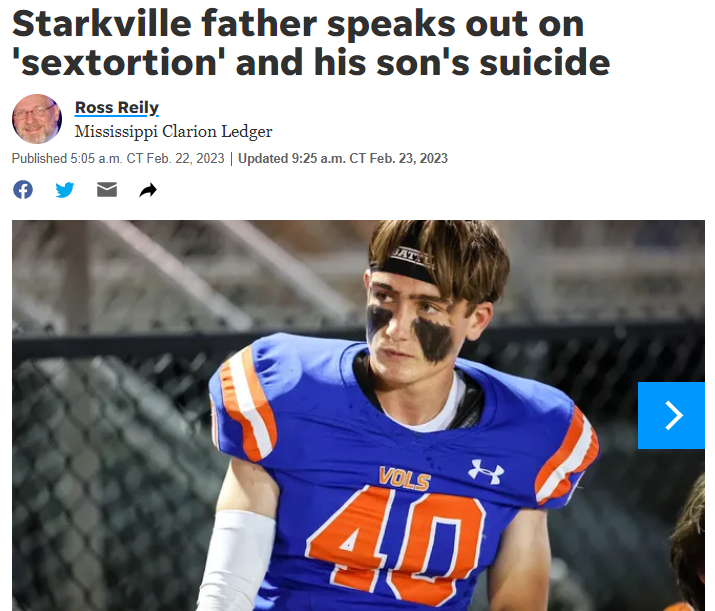 Starkville father speaks out on
'sextortion' and his son's suicide
Ross Reily
Mississippi Clarion Ledger
Published 5:05 a.m. CT Feb. 22, 2023 | Updated 9:25 a.m. CT Feb. 23, 2023
BATTL
VOLS
40